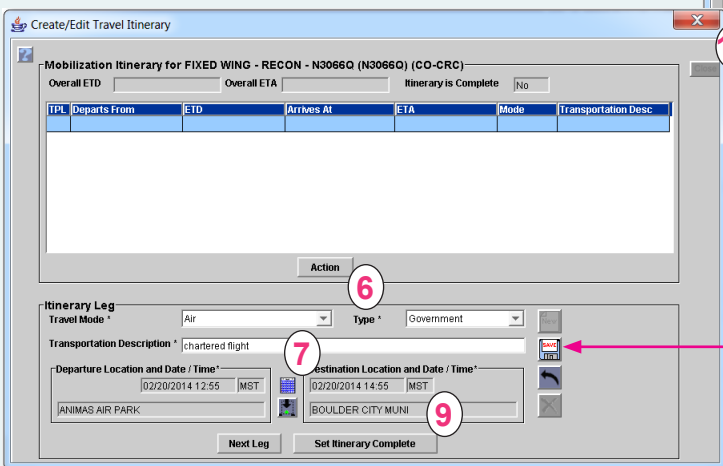 Create/Edit Travel Itinerary
X
?
Mobilization Itinerary for FIXED WING - RECON - N3066Q (N3066Q) (CO-CRC)
Close
Overall ETD Overall ETA Itinerary is Complete No
TPL Departs From ETD Arrives At ETA Mode Transportation Desc
Action
6
Itinerary Leg
Travel Mode * Air Type * Government
New
Transportation Description * chartered flight
7
SAVE
Departure Location and Date / Time* Destination Location and Date / Time*
02/20/2014 12:55 MST 02/20/2014 14:55 MST
ANIMAS AIR PARK BOULDER CITY MUNI
9
Next Leg Set Itinerary Complete